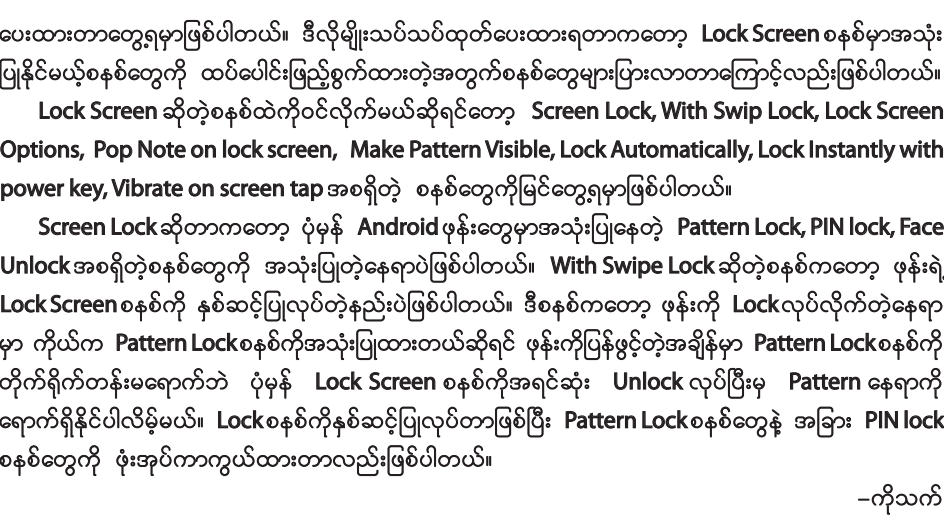 ပေးထားတာတွေ့ရမှာဖြစ်ပါတယ်။ ဒီလိုမျိုးသပ်သပ်ထုတ်ပေးထားရတာကတော့ Lock Screen စနစ်မှာအသုံး
ပြုနိုင်မယ့်စနစ်တွေကို ထပ်ပေါင်းဖြည့်စွက်ထားတဲ့အတွက်စနစ်တွေများပြားလာတာကြောင့်လည်းဖြစ်ပါတယ်။
Lock Screen ဆိုတဲ့စနစ်ထဲကိုဝင်လိုက်မယ်ဆိုရင်တော့ Screen Lock, With Swip Lock, Lock Screen
Options, Pop Note on lock screen, Make Pattern Visible, Lock Automatically, Lock Instantly with
power key, Vibrate on screen tap အစရှိတဲ့ စနစ်တွေကိုမြင်တွေ့ရမှာဖြစ်ပါတယ်။
Screen Lock ဆိုတာကတော့ ပုံမှန် Android ဖုန်းတွေမှာအသုံးပြုနေတဲ့ Pattern Lock, PIN lock, Face
Unlock အစရှိတဲ့စနစ်တွေကို အသုံးပြုတဲ့နေရာပဲဖြစ်ပါတယ်။ With Swipe Lock ဆိုတဲ့စနစ်ကတော့ ဖုန်းရဲ့
Lock Screen စနစ်ကို နှစ်ဆင့်ပြုလုပ်တဲ့နည်းပဲဖြစ်ပါတယ်။ ဒီစနစ်ကတော့ ဖုန်းကို Lock လုပ်လိုက်တဲ့နေရာ
မှာ ကိုယ်က Pattern Lock စနစ်ကိုအသုံးပြုထားတယ်ဆိုရင် ဖုန်းကိုပြန်ဖွင့်တဲ့အချိန်မှာ Pattern Lock စနစ်ကို
တိုက်ရိုက်တန်းမရောက်ဘဲ ပုံမှန် Lock Screen စနစ်ကိုအရင်ဆုံး Unlock လုပ်ပြီးမှ Pattern နေရာကို
ရောက်ရှိနိုင်ပါလိမ့်မယ်။ Lock စနစ်ကိုနှစ်ဆင့်ပြုလုပ်တာဖြစ်ပြီး Pattern Lock စနစ်တွေနဲ့ အခြား PIN lock
စနစ်တွေကို ဖုံးအုပ်ကာကွယ်ထားတာလည်းဖြစ်ပါတယ်။
–ကိုသက်